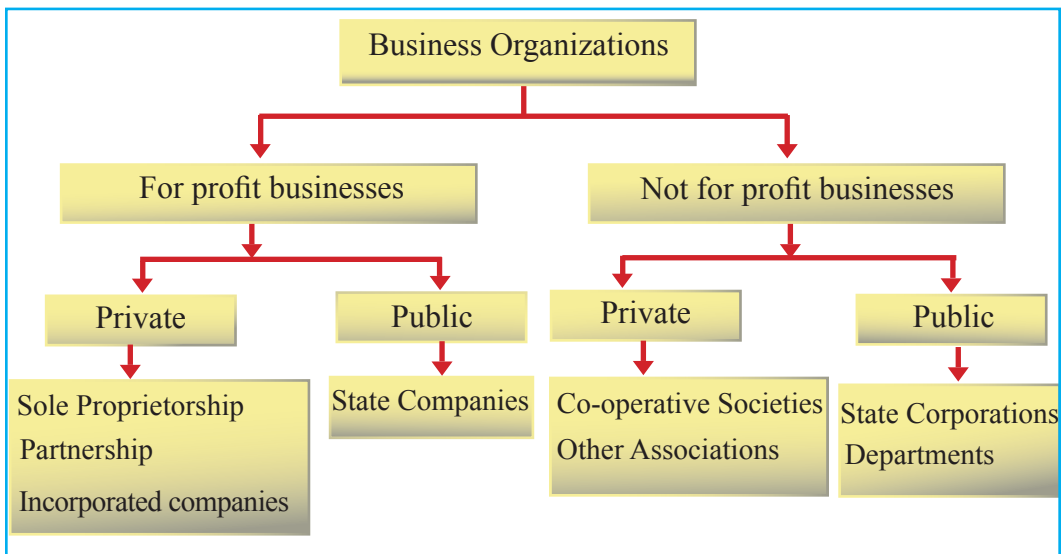 Business Organizations
For profit businesses
Not for profit businesses
Private
Public
Private
Public
Sole Proprietorship
Partnership
Incorporated companies
State Companies
Co-operative Societies
Other Associations
State Corporations
Departments